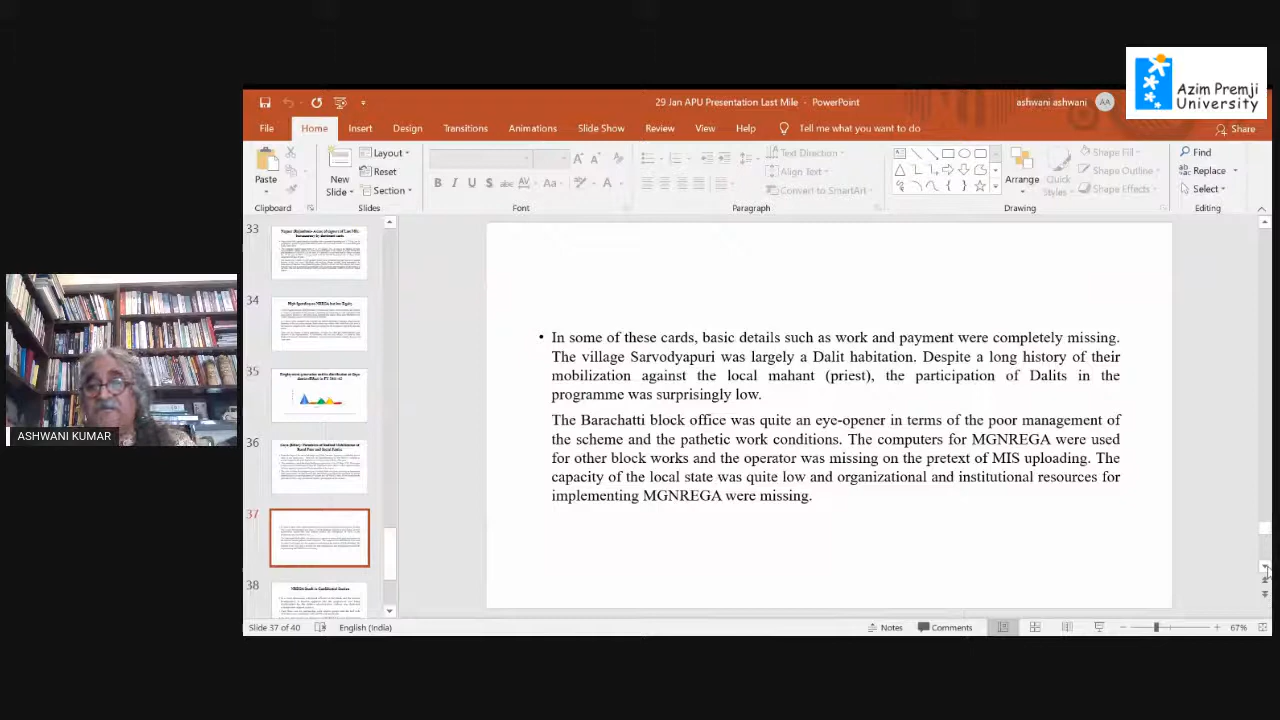 Azim Premji
University
29 Jan APU Presentation Last Mile - PowerPoint
ashwani ashwani
AA
File Home Insert Design Transitions Animations Slide Show Review View Help Tell me what you want to do
Share
Paste
New
Slide
Layout
Reset
Section
B I U S abc AV Aa A
Text Direction
Align Text
Convert to SmartArt
Arrange
Quick
Styles
Shape Fill
Shape Outline
Shape Effects
Find
Replace
Select
Clipboard Slides Font Paragraph Drawing Editing
33
34
35
36
37
38
• In some of these cards, basic details such as work and payment were completely missing.
The village Sarvodyapuri was largely a Dalit habitation. Despite a long history of their
mobilization against the local mahant (priest), the participation of Dalits in the
programme was surprisingly low.
The Barachatti block office was quite an eye-opener in terms of the poor management of
the scheme and the pathetic work conditions. The computers for MGNREGA were used
for other block works and the operator was missing on the pretext of MIS uploading. The
capacity of the local state was quite low and organizational and institutional resources for
implementing MGNREGA were missing.
ASHWANI KUMAR
Slide 37 of 40
English (India)
Notes
Comments
67%